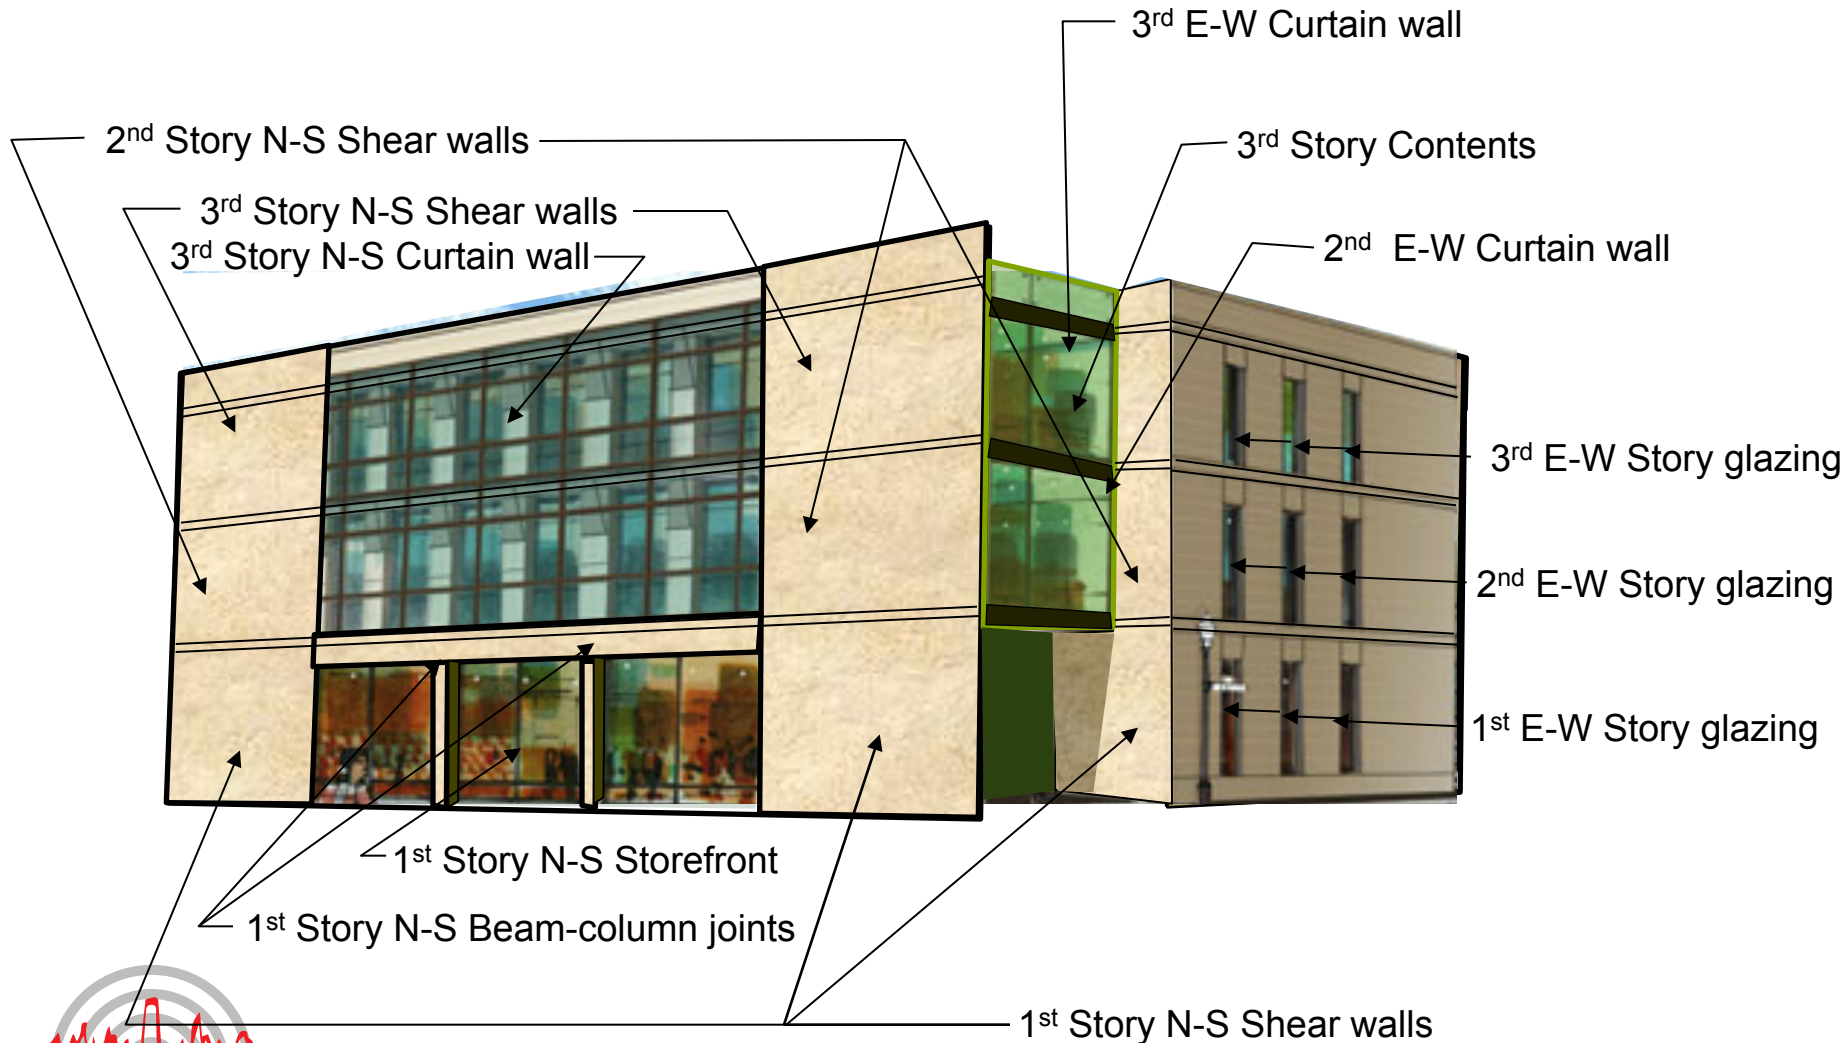 3rd E-W Curtain wall
2nd Story N-S Shear walls
3rd Story Contents
3rd Story N-S Shear walls
3rd Story N-S Curtain wall
2nd E-W Curtain wall
3rd E-W Story glazing
2nd E-W Story glazing
1st E-W Story glazing
1st Story N-S Storefront
1st Story N-S Beam-column joints
1st Story N-S Shear walls